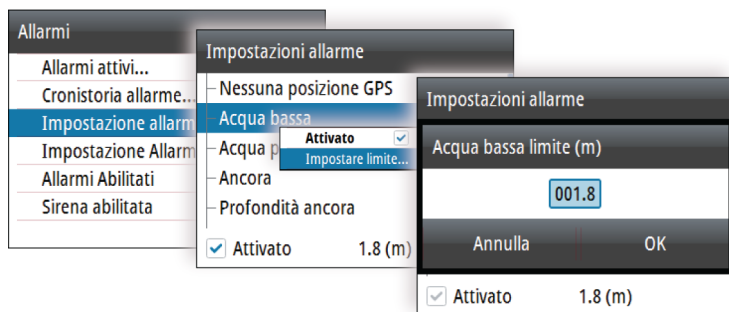 Allarmi
Allarmi attivi...
Cronistoria allarme...
Impostazione allarm
Impostazione Allarm
Allarmi Abilitati
Sirena abilitata
Impostazioni allarme
Nessuna posizione GPS
Acqua bassa
Attivato
Impostare limite...
Acqua p
Ancora
Profondità ancora
Attivato 1.8 (m)
Impostazioni allarme
Acqua bassa limite (m)
001.8
Annulla OK
Attivato 1.8 (m)